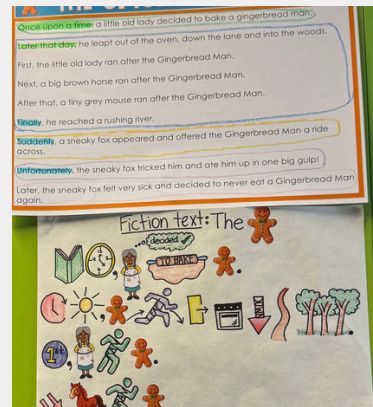 Once upon a time, a little old lady decided to bake a gingerbread man.
Later that day, he leapt out of the oven, down the lane and into the woods.
First, the little old lady ran after the Gingerbread Man.
Next, a big brown horse ran after the Gingerbread Man.
After that, a tiny grey mouse ran after the Gingerbread Man.
Finally, he reached a rushing river.
Suddenly, a sneaky fox appeared and offered the Gingerbread Man a ride
across.
Unfortunately, the sneaky fox tricked him and ate him up in one big gulp!
Later, the sneaky fox felt very sick and decided to never eat a Gingerbread Man
again.
Fiction text: The
decided
TO BAKE
1st